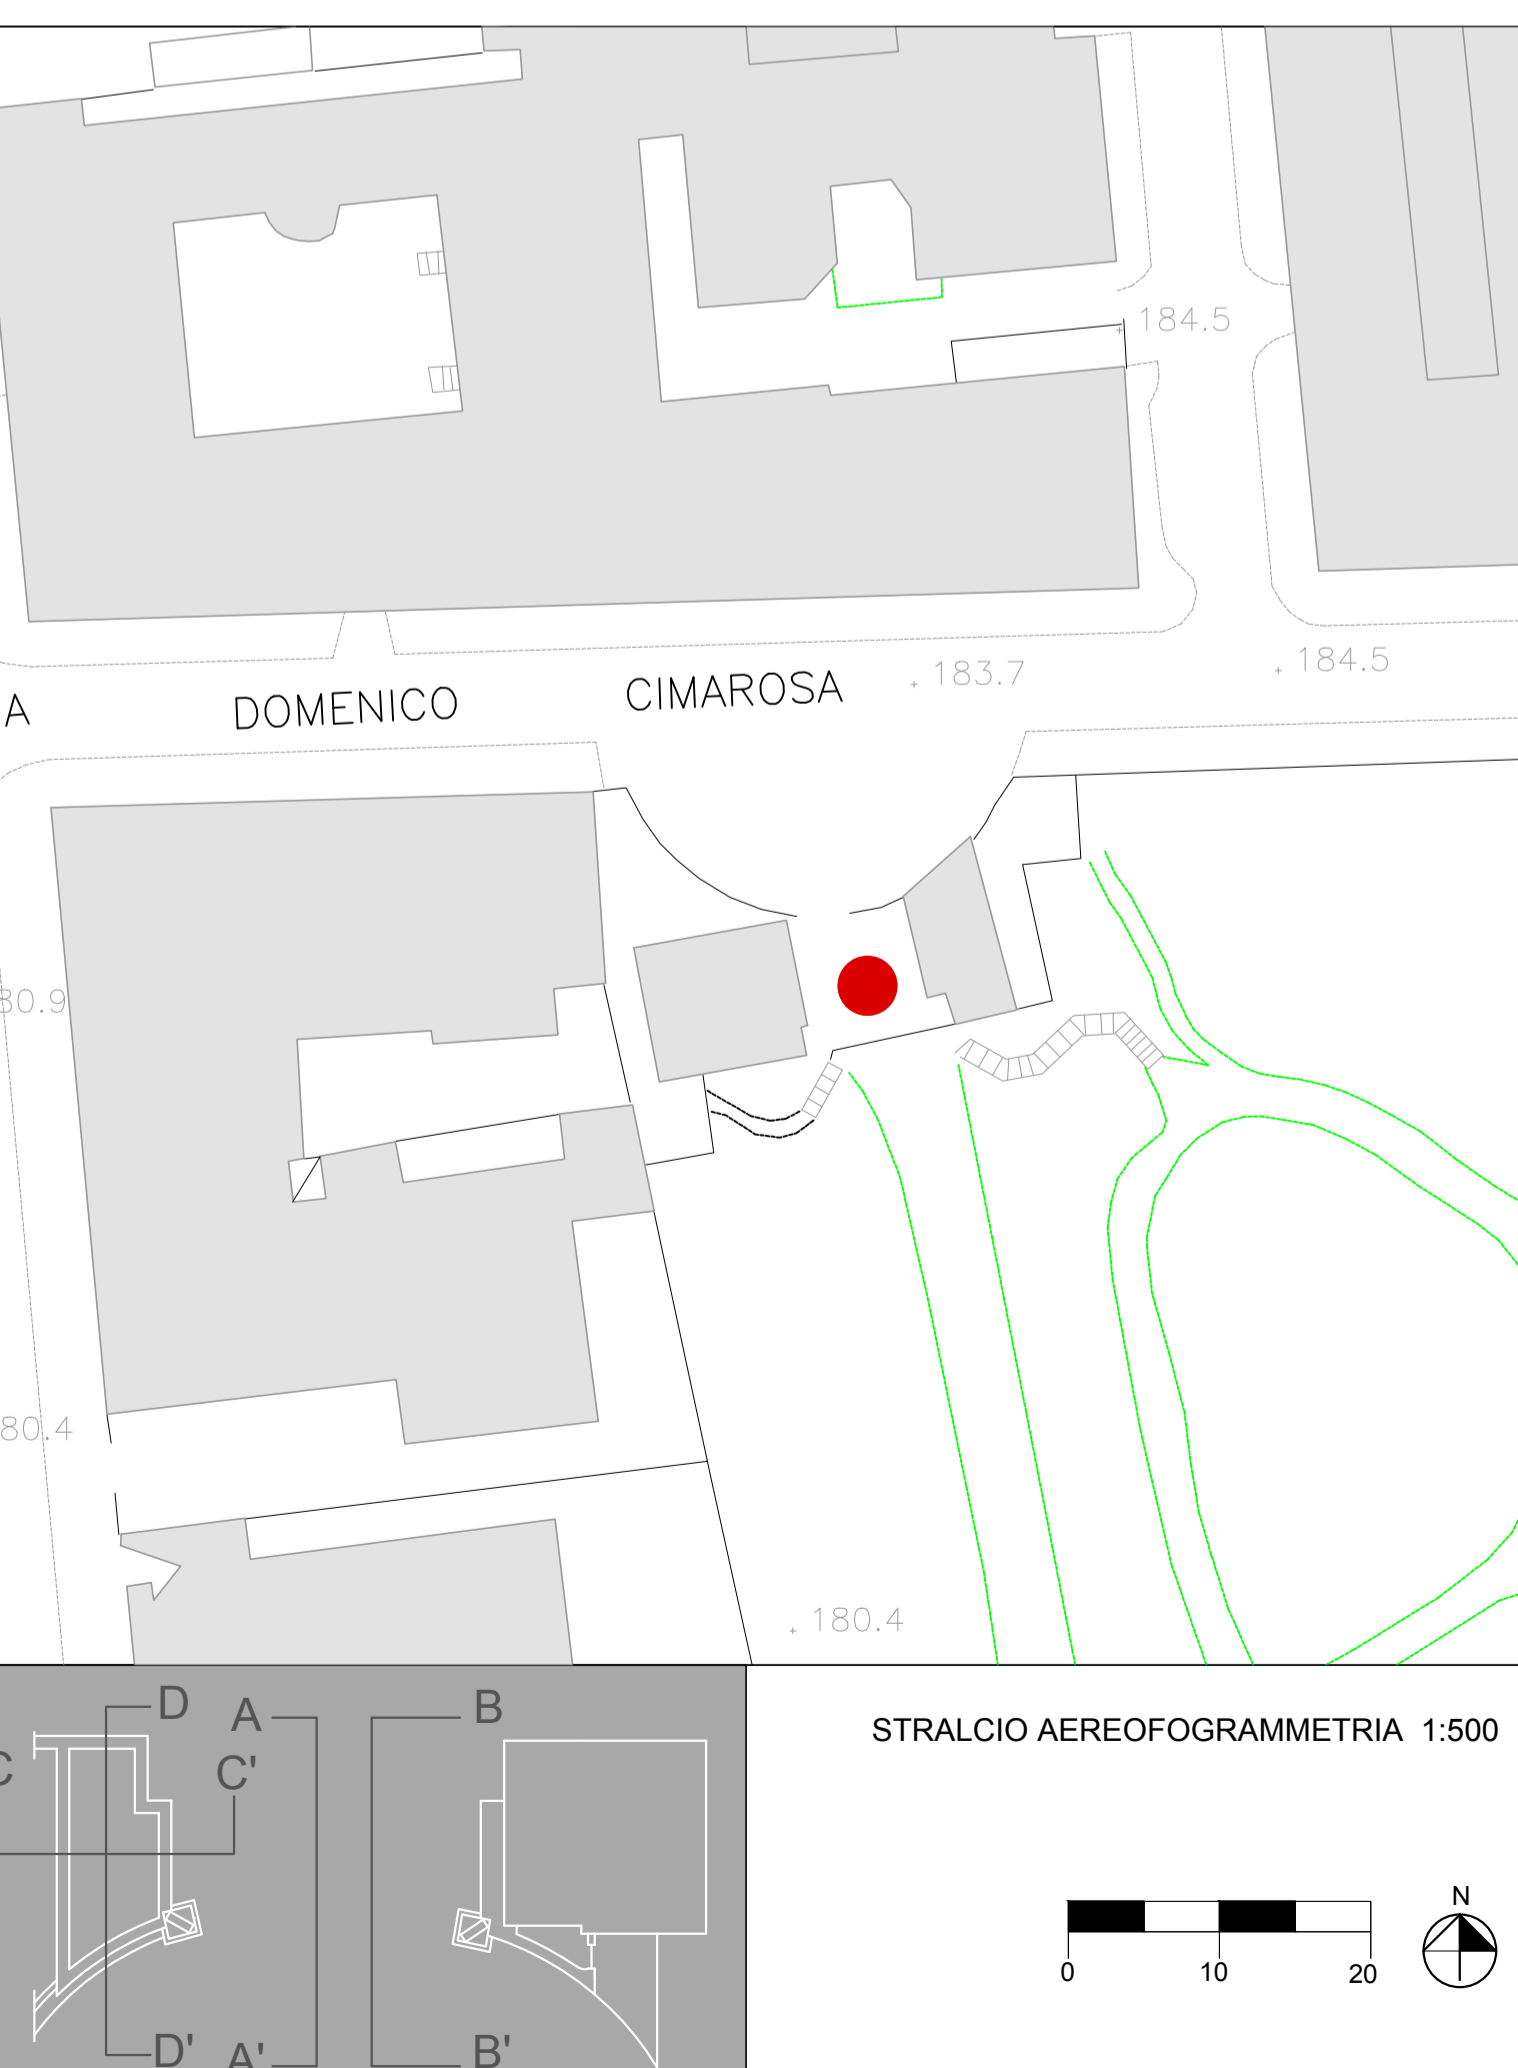 184.5
183.7
184.5
A DOMENICO CIMAROSA
80.9
80.4
180.4
STRALCIO AEREOFOGRAMMETRIA 1:500
D
A
B
C
C'
N
0 10 20
D'
A'
B'